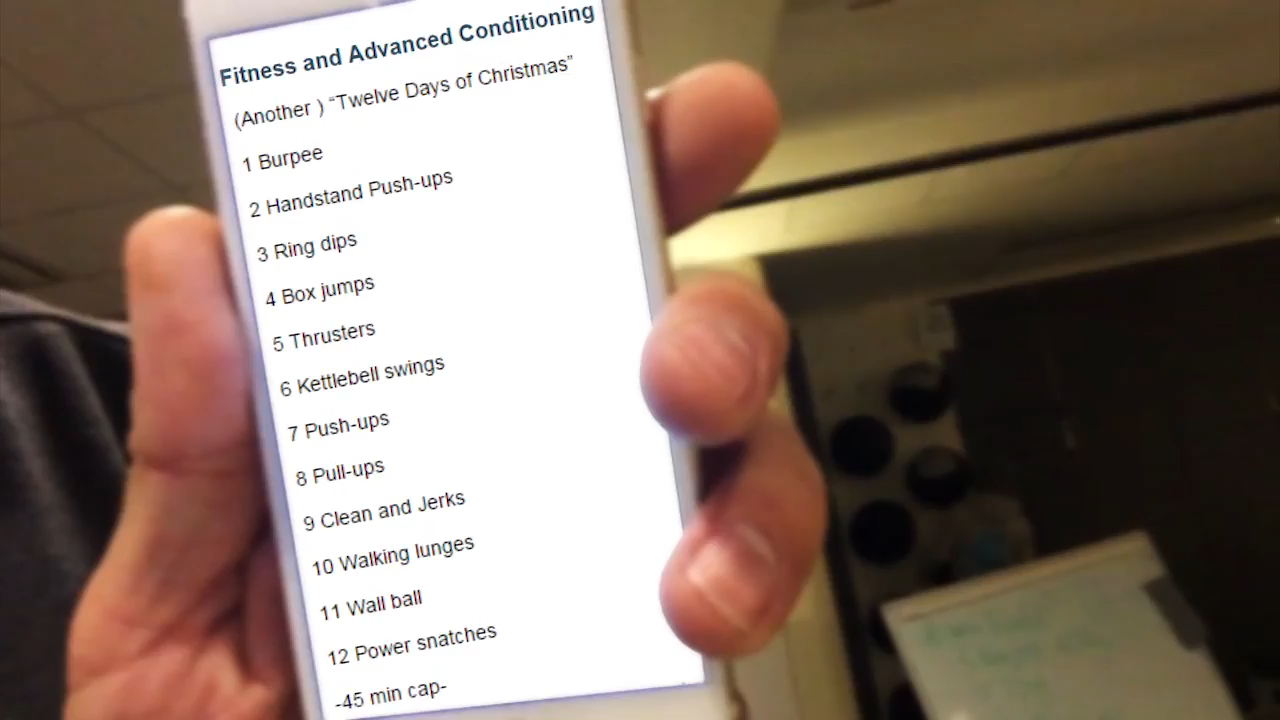 Fitness and Advanced Conditioning
(Another ) “Twelve Days of Christmas”
1 Burpee
2 Handstand Push-ups
3 Ring dips
4 Box jumps
5 Thrusters
6 Kettlebell swings
7 Push-ups
8 Pull-ups
9 Clean and Jerks
10 Walking lunges
11 Wall ball
12 Power snatches
-45 min cap-